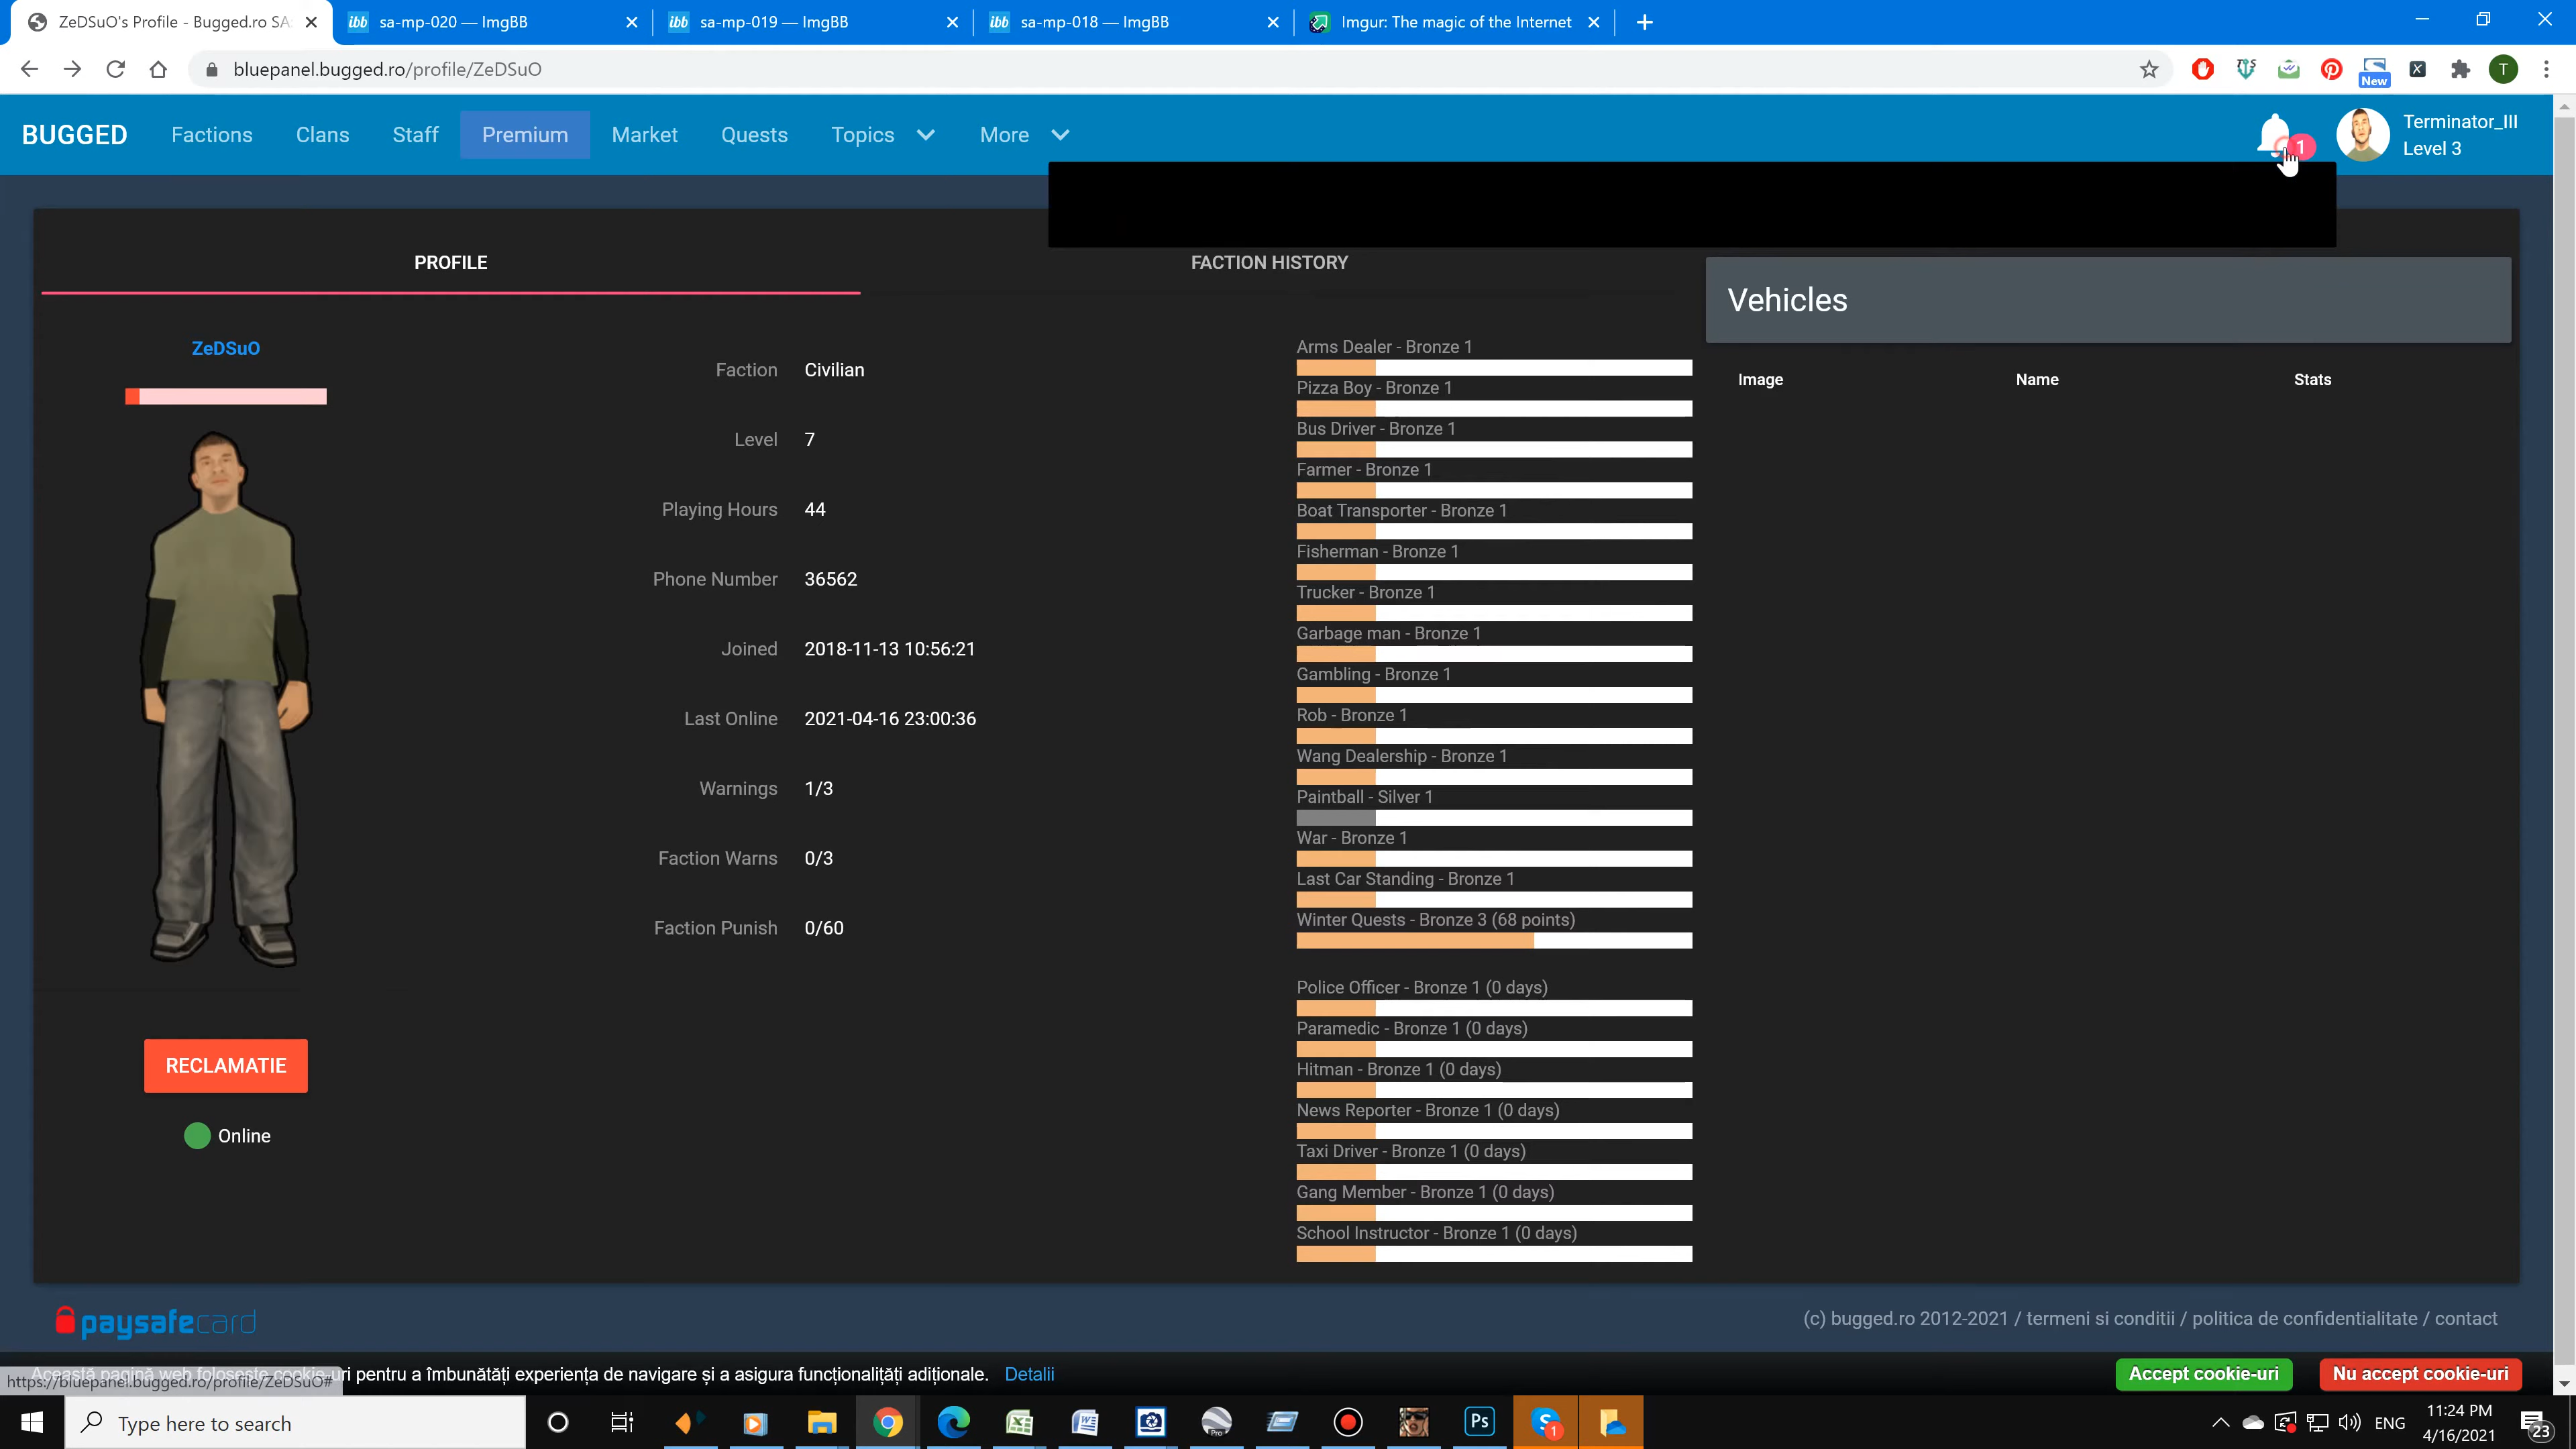 ZeDSuO's Profile - Bugged.ro SA
sa-mp-020 — ImgBB
sa-mp-019 — ImgBB
sa-mp-018 — ImgBB
Imgur: The magic of the Internet
bluepanel.bugged.ro/profile/ZeDSuO
New
T
BUGGED
Factions
Clans
Staff
Premium
Market
Quests
Topics
More
1
Terminator_III
Level 3
PROFILE
FACTION HISTORY
Vehicles
Image
Name
Stats
ZeDSuO
Faction Civilian
Level 7
Playing Hours 44
Phone Number 36562
Joined 2018-11-13 10:56:21
Last Online 2021-04-16 23:00:36
Warnings 1/3
Faction Warns 0/3
Faction Punish 0/60
Arms Dealer - Bronze 1
Pizza Boy - Bronze 1
Bus Driver - Bronze 1
Farmer - Bronze 1
Boat Transporter - Bronze 1
Fisherman - Bronze 1
Trucker - Bronze 1
Garbage man - Bronze 1
Gambling - Bronze 1
Rob - Bronze 1
Wang Dealership - Bronze 1
Paintball - Silver 1
War - Bronze 1
Last Car Standing - Bronze 1
Winter Quests - Bronze 3 (68 points)
Police Officer - Bronze 1 (0 days)
Paramedic - Bronze 1 (0 days)
Hitman - Bronze 1 (0 days)
News Reporter - Bronze 1 (0 days)
Taxi Driver - Bronze 1 (0 days)
Gang Member - Bronze 1 (0 days)
School Instructor - Bronze 1 (0 days)
RECLAMATIE
Online
paysafecard
(c) bugged.ro 2012-2021 / termeni si conditii / politica de confidentialitate / contact
Această pagină web folosește cookie-uri pentru a îmbunătăți experiența de navigare și a asigura funcționalități adiționale. Detalii
Accept cookie-uri
Nu accept cookie-uri
https://bluepanel.bugged.ro/profile/ZeDSuO#
Type here to search
Ps
1
ENG
11:24 PM
4/16/2021
23